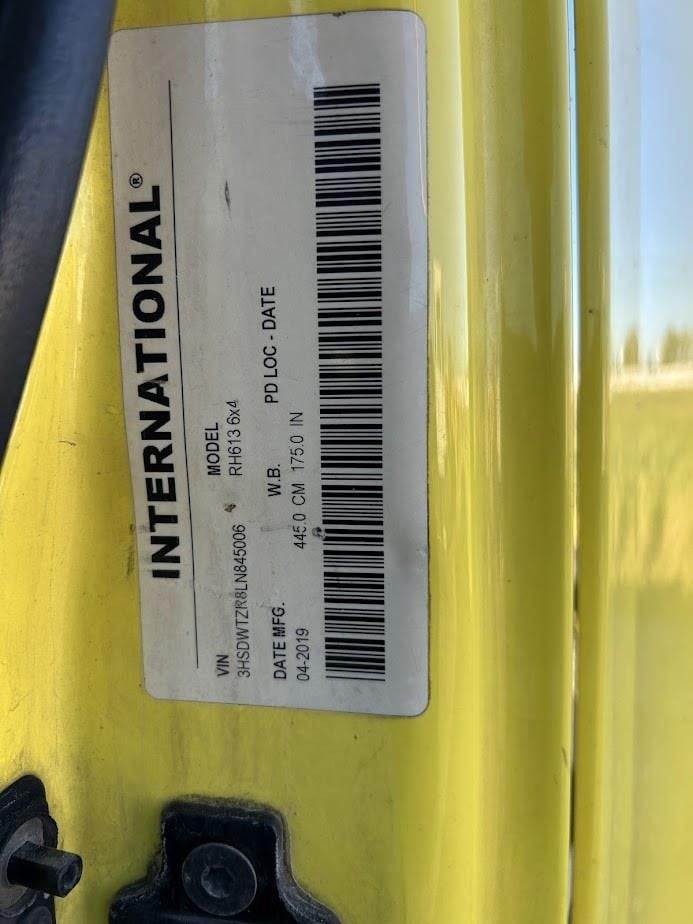 INTERNATIONAL®
VIN MODEL
3HSDWTZR8LN845006 RH613 6x4
DATE MFG. W.B. PD LOC - DATE
04-2019 445.0 CM 175.0 IN